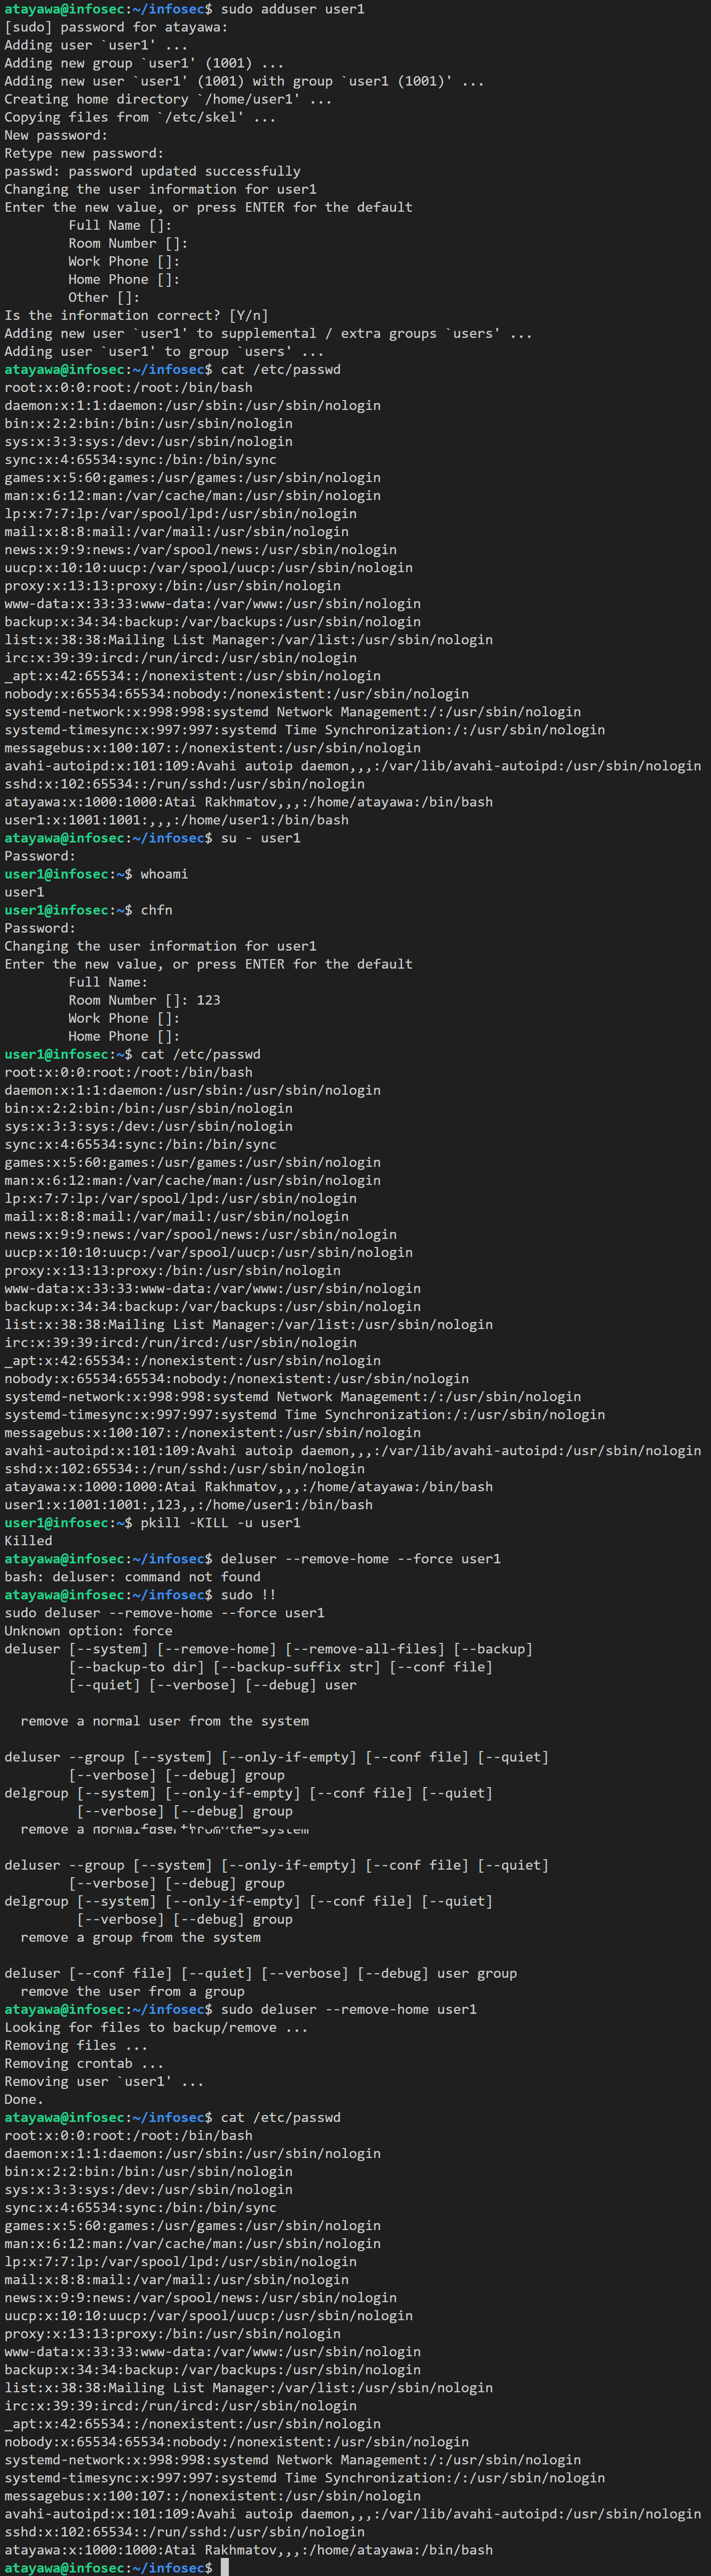 atayawa@infosec:~/infosec$ sudo adduser user1
[sudo] password for atayawa:
Adding user `user1' ...
Adding new group `user1' (1001) ...
Adding new user `user1' (1001) with group `user1 (1001)' ...
Creating home directory `/home/user1' ...
Copying files from `/etc/skel' ...
New password:
Retype new password:
passwd: password updated successfully
Changing the user information for user1
Enter the new value, or press ENTER for the default
        Full Name []:
        Room Number []:
        Work Phone []:
        Home Phone []:
        Other []:
Is the information correct? [Y/n]
Adding new user `user1' to supplemental / extra groups `users' ...
Adding user `user1' to group `users' ...
atayawa@infosec:~/infosec$ cat /etc/passwd
root:x:0:0:root:/root:/bin/bash
daemon:x:1:1:daemon:/usr/sbin:/usr/sbin/nologin
bin:x:2:2:bin:/bin:/usr/sbin/nologin
sys:x:3:3:sys:/dev:/usr/sbin/nologin
sync:x:4:65534:sync:/bin:/bin/sync
games:x:5:60:games:/usr/games:/usr/sbin/nologin
man:x:6:12:man:/var/cache/man:/usr/sbin/nologin
lp:x:7:7:lp:/var/spool/lpd:/usr/sbin/nologin
mail:x:8:8:mail:/var/mail:/usr/sbin/nologin
news:x:9:9:news:/var/spool/news:/usr/sbin/nologin
uucp:x:10:10:uucp:/var/spool/uucp:/usr/sbin/nologin
proxy:x:13:13:proxy:/bin:/usr/sbin/nologin
www-data:x:33:33:www-data:/var/www:/usr/sbin/nologin
backup:x:34:34:backup:/var/backups:/usr/sbin/nologin
list:x:38:38:Mailing List Manager:/var/list:/usr/sbin/nologin
irc:x:39:39:ircd:/run/ircd:/usr/sbin/nologin
_apt:x:42:65534::/nonexistent:/usr/sbin/nologin
nobody:x:65534:65534:nobody:/nonexistent:/usr/sbin/nologin
systemd-network:x:998:998:systemd Network Management:/:/usr/sbin/nologin
systemd-timesync:x:997:997:systemd Time Synchronization:/:/usr/sbin/nologin
messagebus:x:100:107::/nonexistent:/usr/sbin/nologin
avahi-autoipd:x:101:109:Avahi autoip daemon,,,:/var/lib/avahi-autoipd:/usr/sbin/nologin
sshd:x:102:65534::/run/sshd:/usr/sbin/nologin
atayawa:x:1000:1000:Atai Rakhmatov,,,:/home/atayawa:/bin/bash
user1:x:1001:1001:,,,:/home/user1:/bin/bash
atayawa@infosec:~/infosec$ su - user1
Password:
user1@infosec:~$ whoami
user1
user1@infosec:~$ chfn
Password:
Changing the user information for user1
Enter the new value, or press ENTER for the default
        Full Name:
        Room Number []: 123
        Work Phone []:
        Home Phone []:
user1@infosec:~$ cat /etc/passwd
root:x:0:0:root:/root:/bin/bash
daemon:x:1:1:daemon:/usr/sbin:/usr/sbin/nologin
bin:x:2:2:bin:/bin:/usr/sbin/nologin
sys:x:3:3:sys:/dev:/usr/sbin/nologin
sync:x:4:65534:sync:/bin:/bin/sync
games:x:5:60:games:/usr/games:/usr/sbin/nologin
man:x:6:12:man:/var/cache/man:/usr/sbin/nologin
lp:x:7:7:lp:/var/spool/lpd:/usr/sbin/nologin
mail:x:8:8:mail:/var/mail:/usr/sbin/nologin
news:x:9:9:news:/var/spool/news:/usr/sbin/nologin
uucp:x:10:10:uucp:/var/spool/uucp:/usr/sbin/nologin
proxy:x:13:13:proxy:/bin:/usr/sbin/nologin
www-data:x:33:33:www-data:/var/www:/usr/sbin/nologin
backup:x:34:34:backup:/var/backups:/usr/sbin/nologin
list:x:38:38:Mailing List Manager:/var/list:/usr/sbin/nologin
irc:x:39:39:ircd:/run/ircd:/usr/sbin/nologin
_apt:x:42:65534::/nonexistent:/usr/sbin/nologin
nobody:x:65534:65534:nobody:/nonexistent:/usr/sbin/nologin
systemd-network:x:998:998:systemd Network Management:/:/usr/sbin/nologin
systemd-timesync:x:997:997:systemd Time Synchronization:/:/usr/sbin/nologin
messagebus:x:100:107::/nonexistent:/usr/sbin/nologin
avahi-autoipd:x:101:109:Avahi autoip daemon,,,:/var/lib/avahi-autoipd:/usr/sbin/nologin
sshd:x:102:65534::/run/sshd:/usr/sbin/nologin
atayawa:x:1000:1000:Atai Rakhmatov,,,:/home/atayawa:/bin/bash
user1:x:1001:1001:,123,,:/home/user1:/bin/bash
user1@infosec:~$ pkill -KILL -u user1
Killed
atayawa@infosec:~/infosec$ deluser --remove-home --force user1
bash: deluser: command not found
atayawa@infosec:~/infosec$ sudo !!
sudo deluser --remove-home --force user1
Unknown option: force
deluser [--system] [--remove-home] [--remove-all-files] [--backup]
        [--backup-to dir] [--backup-suffix str] [--conf file]
        [--quiet] [--verbose] [--debug] user

  remove a normal user from the system

deluser --group [--system] [--only-if-empty] [--conf file] [--quiet]
        [--verbose] [--debug] group
delgroup [--system] [--only-if-empty] [--conf file] [--quiet]
         [--verbose] [--debug] group
  remove a

deluser --group [--system] [--only-if-empty] [--conf file] [--quiet]
        [--verbose] [--debug] group
delgroup [--system] [--only-if-empty] [--conf file] [--quiet]
         [--verbose] [--debug] group
  remove a group from the system

deluser [--conf file] [--quiet] [--verbose] [--debug] user group
  remove the user from a group
atayawa@infosec:~/infosec$ sudo deluser --remove-home user1
Looking for files to backup/remove ...
Removing files ...
Removing crontab ...
Removing user `user1' ...
Done.
atayawa@infosec:~/infosec$ cat /etc/passwd
root:x:0:0:root:/root:/bin/bash
daemon:x:1:1:daemon:/usr/sbin:/usr/sbin/nologin
bin:x:2:2:bin:/bin:/usr/sbin/nologin
sys:x:3:3:sys:/dev:/usr/sbin/nologin
sync:x:4:65534:sync:/bin:/bin/sync
games:x:5:60:games:/usr/games:/usr/sbin/nologin
man:x:6:12:man:/var/cache/man:/usr/sbin/nologin
lp:x:7:7:lp:/var/spool/lpd:/usr/sbin/nologin
mail:x:8:8:mail:/var/mail:/usr/sbin/nologin
news:x:9:9:news:/var/spool/news:/usr/sbin/nologin
uucp:x:10:10:uucp:/var/spool/uucp:/usr/sbin/nologin
proxy:x:13:13:proxy:/bin:/usr/sbin/nologin
www-data:x:33:33:www-data:/var/www:/usr/sbin/nologin
backup:x:34:34:backup:/var/backups:/usr/sbin/nologin
list:x:38:38:Mailing List Manager:/var/list:/usr/sbin/nologin
irc:x:39:39:ircd:/run/ircd:/usr/sbin/nologin
_apt:x:42:65534::/nonexistent:/usr/sbin/nologin
nobody:x:65534:65534:nobody:/nonexistent:/usr/sbin/nologin
systemd-network:x:998:998:systemd Network Management:/:/usr/sbin/nologin
systemd-timesync:x:997:997:systemd Time Synchronization:/:/usr/sbin/nologin
messagebus:x:100:107::/nonexistent:/usr/sbin/nologin
avahi-autoipd:x:101:109:Avahi autoip daemon,,,:/var/lib/avahi-autoipd:/usr/sbin/nologin
sshd:x:102:65534::/run/sshd:/usr/sbin/nologin
atayawa:x:1000:1000:Atai Rakhmatov,,,:/home/atayawa:/bin/bash
atayawa@infosec:~/infosec$